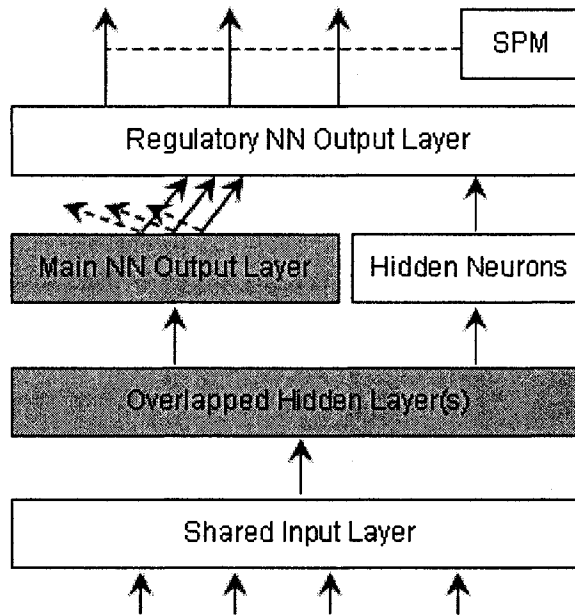 SPM
Regulatory NN Output Layer
Main NN Output Layer
Hidden Neurons
Overlapped Hidden Layer(s)
Shared Input Layer